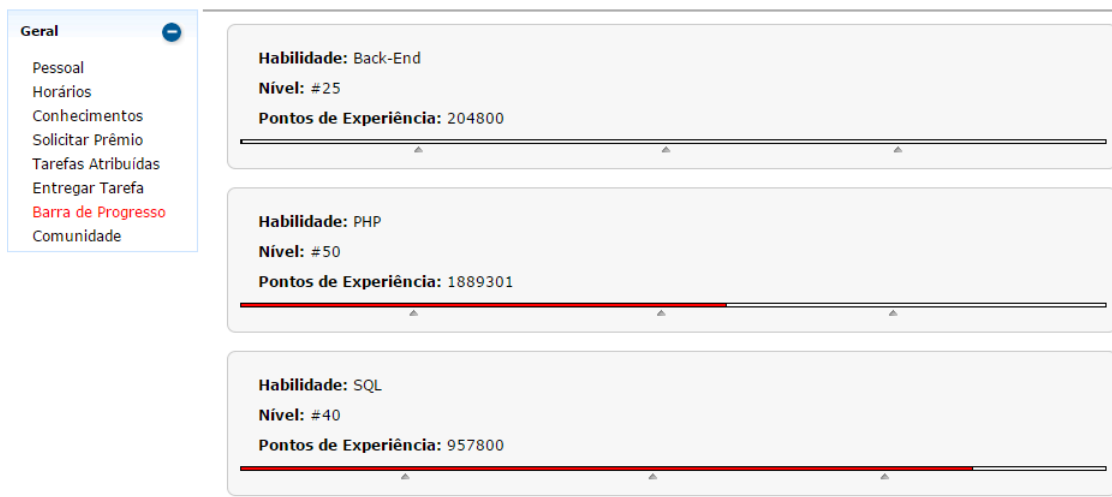 Geral
Pessoal
Horários
Conhecimentos
Solicitar Prêmio
Tarefas Atribuídas
Entregar Tarefa
Barra de Progresso
Comunidade
Habilidade: Back-End
Nível: #25
Pontos de Experiência: 204800
Habilidade: PHP
Nível: #50
Pontos de Experiência: 1889301
Habilidade: SQL
Nível: #40
Pontos de Experiência: 957800